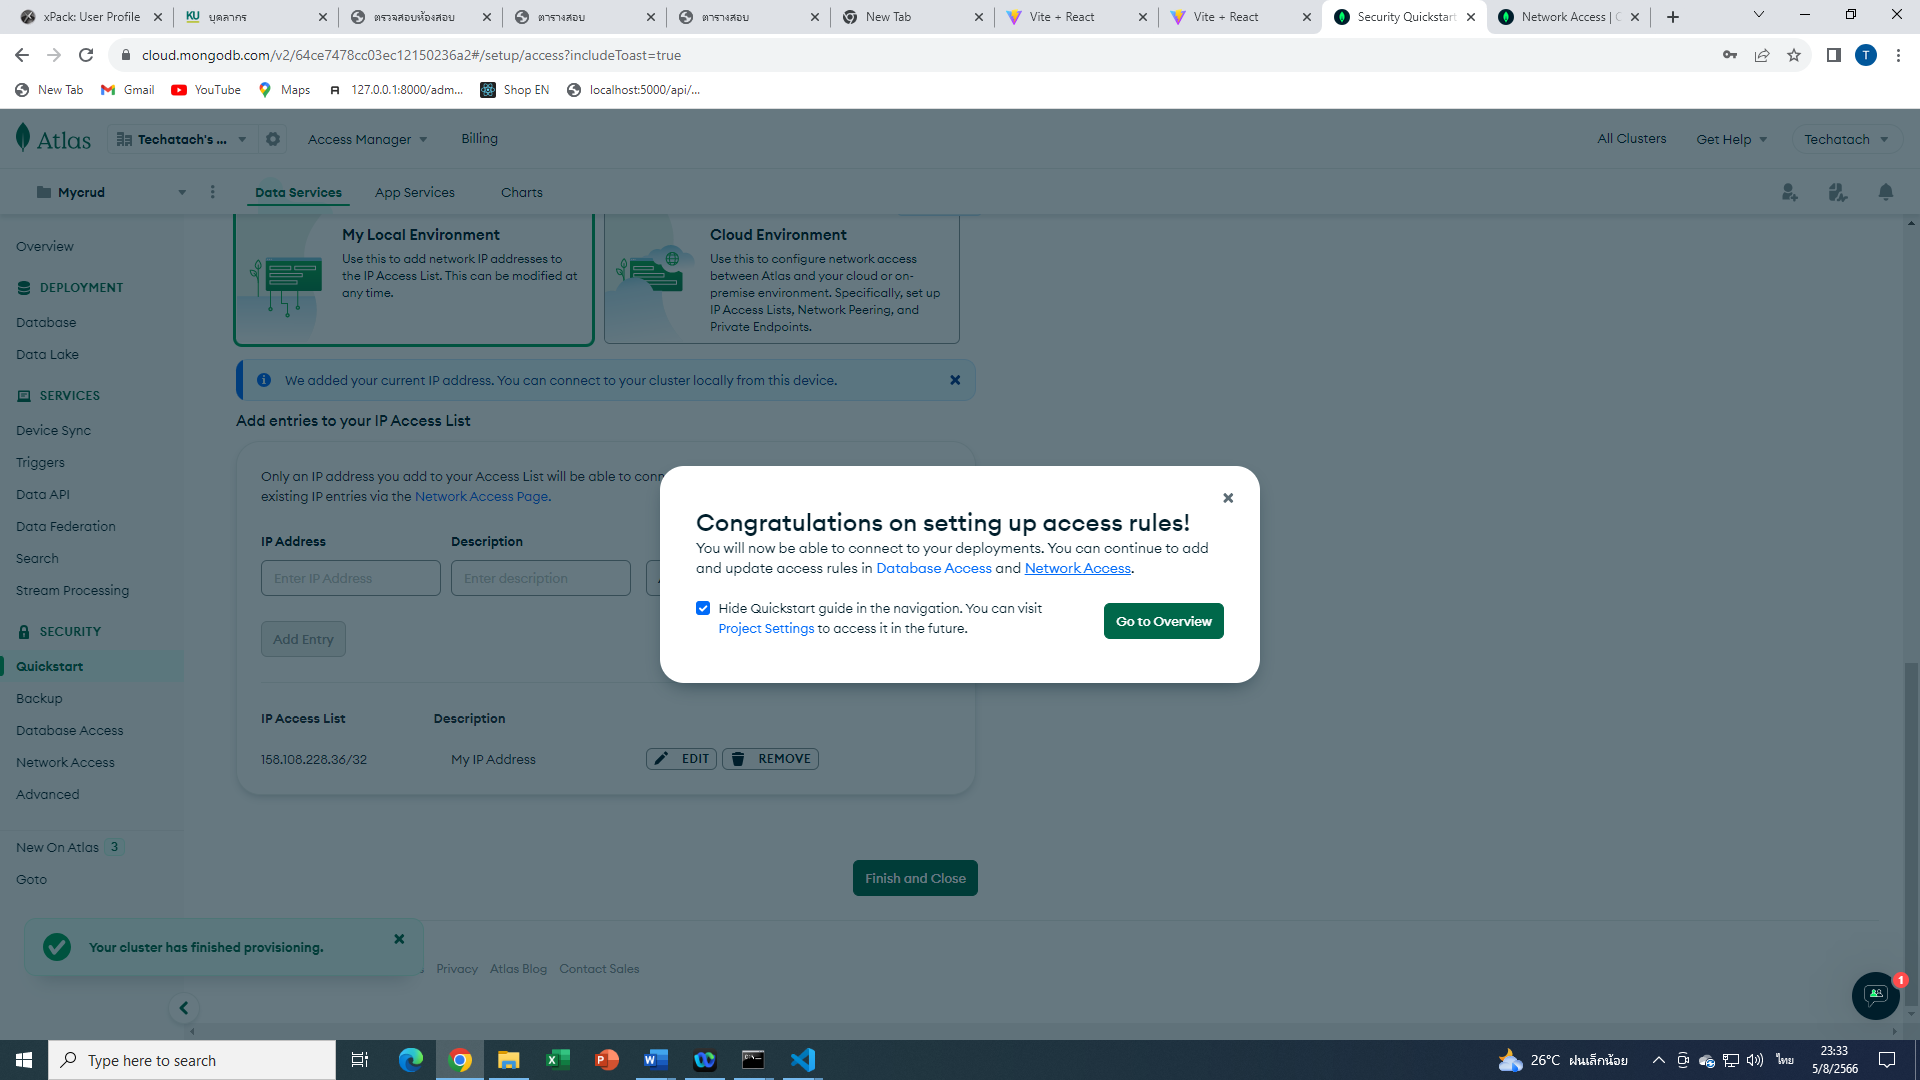 xPack: User Profile
KU บุคลากร
ตรวจสอบห้องสอบ
ตารางสอบ
ตารางสอบ
New Tab
Vite + React
Vite + React
Security Quickstart
Network Access | C
cloud.mongodb.com/v2/64ce7478cc03ec12150236a2#/setup/access?includeToast=true
T
New Tab
Gmail
YouTube
Maps
127.0.0.1:8000/adm...
Shop EN
localhost:5000/api/...
Atlas
Techatach's ...
Access Manager
Billing
All Clusters
Get Help
Techatach
Mycrud
Data Services
App Services
Charts
Overview
DEPLOYMENT
Database
Data Lake
SERVICES
Device Sync
Triggers
Data API
Data Federation
Search
Stream Processing
SECURITY
Quickstart
Backup
Database Access
Network Access
Advanced
New On Atlas 3
Goto
My Local Environment
Use this to add network IP addresses to
the IP Access List. This can be modified at
any time.
Cloud Environment
Use this to configure network access
between Atlas and your cloud or on-
premise environment. Specifically, set up
IP Access Lists, Network Peering, and
Private Endpoints.
We added your current IP address. You can connect to your cluster locally from this device.
Add entries to your IP Access List
Only an IP address you add to your Access List will be able to conn
existing IP entries via the Network Access Page.
IP Address
Description
Enter IP Address
Enter description
Add Entry
IP Access List
Description
158.108.228.36/32
My IP Address
EDIT
REMOVE
Finish and Close
Congratulations on setting up access rules!
You will now be able to connect to your deployments. You can continue to add
and update access rules in Database Access and Network Access.
Hide Quickstart guide in the navigation. You can visit
Project Settings to access it in the future.
Go to Overview
Your cluster has finished provisioning.
Privacy
Atlas Blog
Contact Sales
1
Type here to search
26°C ฝนเล็กน้อย
ไทย
23:33
5/8/2566